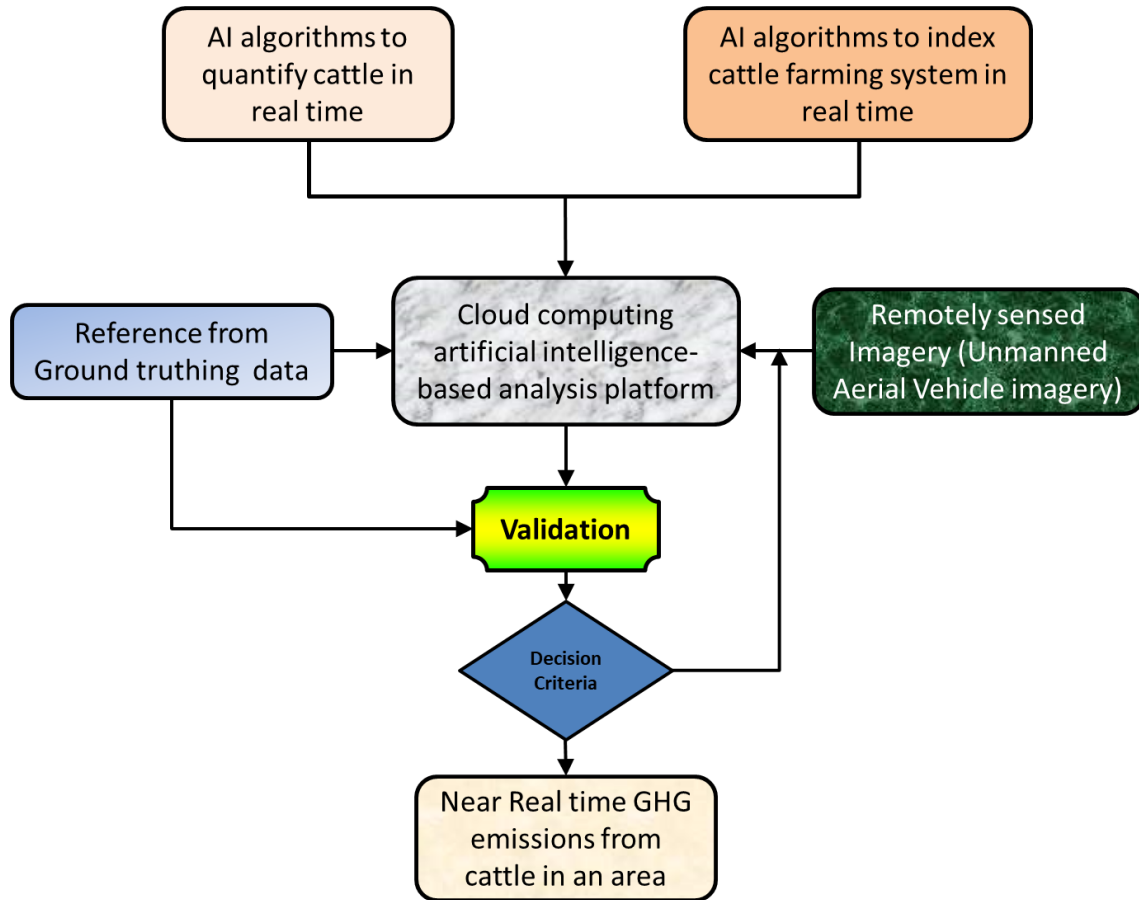 AI algorithms to
quantify cattle in
real time
AI algorithms to index
cattle farming system in
real time
Reference from
Ground truthing data
Cloud computing
artificial intelligence-
based analysis platform
Remotely sensed
Imagery (Unmanned
Aerial Vehicle imagery)
Validation
Decision
Criteria
Near Real time GHG
emissions from
cattle in an area